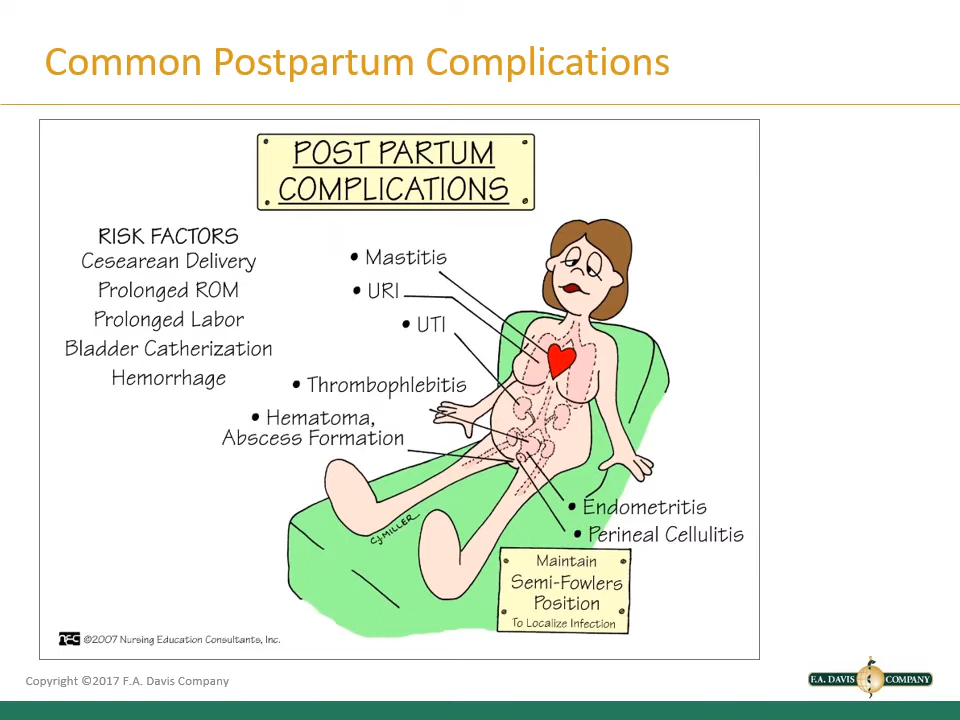 Common Postpartum Complications
POST PARTUM
COMPLICATIONS
RISK FACTORS
Cesearean Delivery
Prolonged ROM
Prolonged Labor
Bladder Catherization
Hemorrhage
• Mastitis
• URI
• UTI
• Thrombophlebitis
• Hematoma,
Abscess Formation
• Endometritis
• Perineal Cellulitis
C.J.MILLER
Maintain
Semi-Fowlers
Position
To Localize Infection
NEC ©2007 Nursing Education Consultants, Inc.
Copyright ©2017 F.A. Davis Company
F.A. DAVIS COMPANY